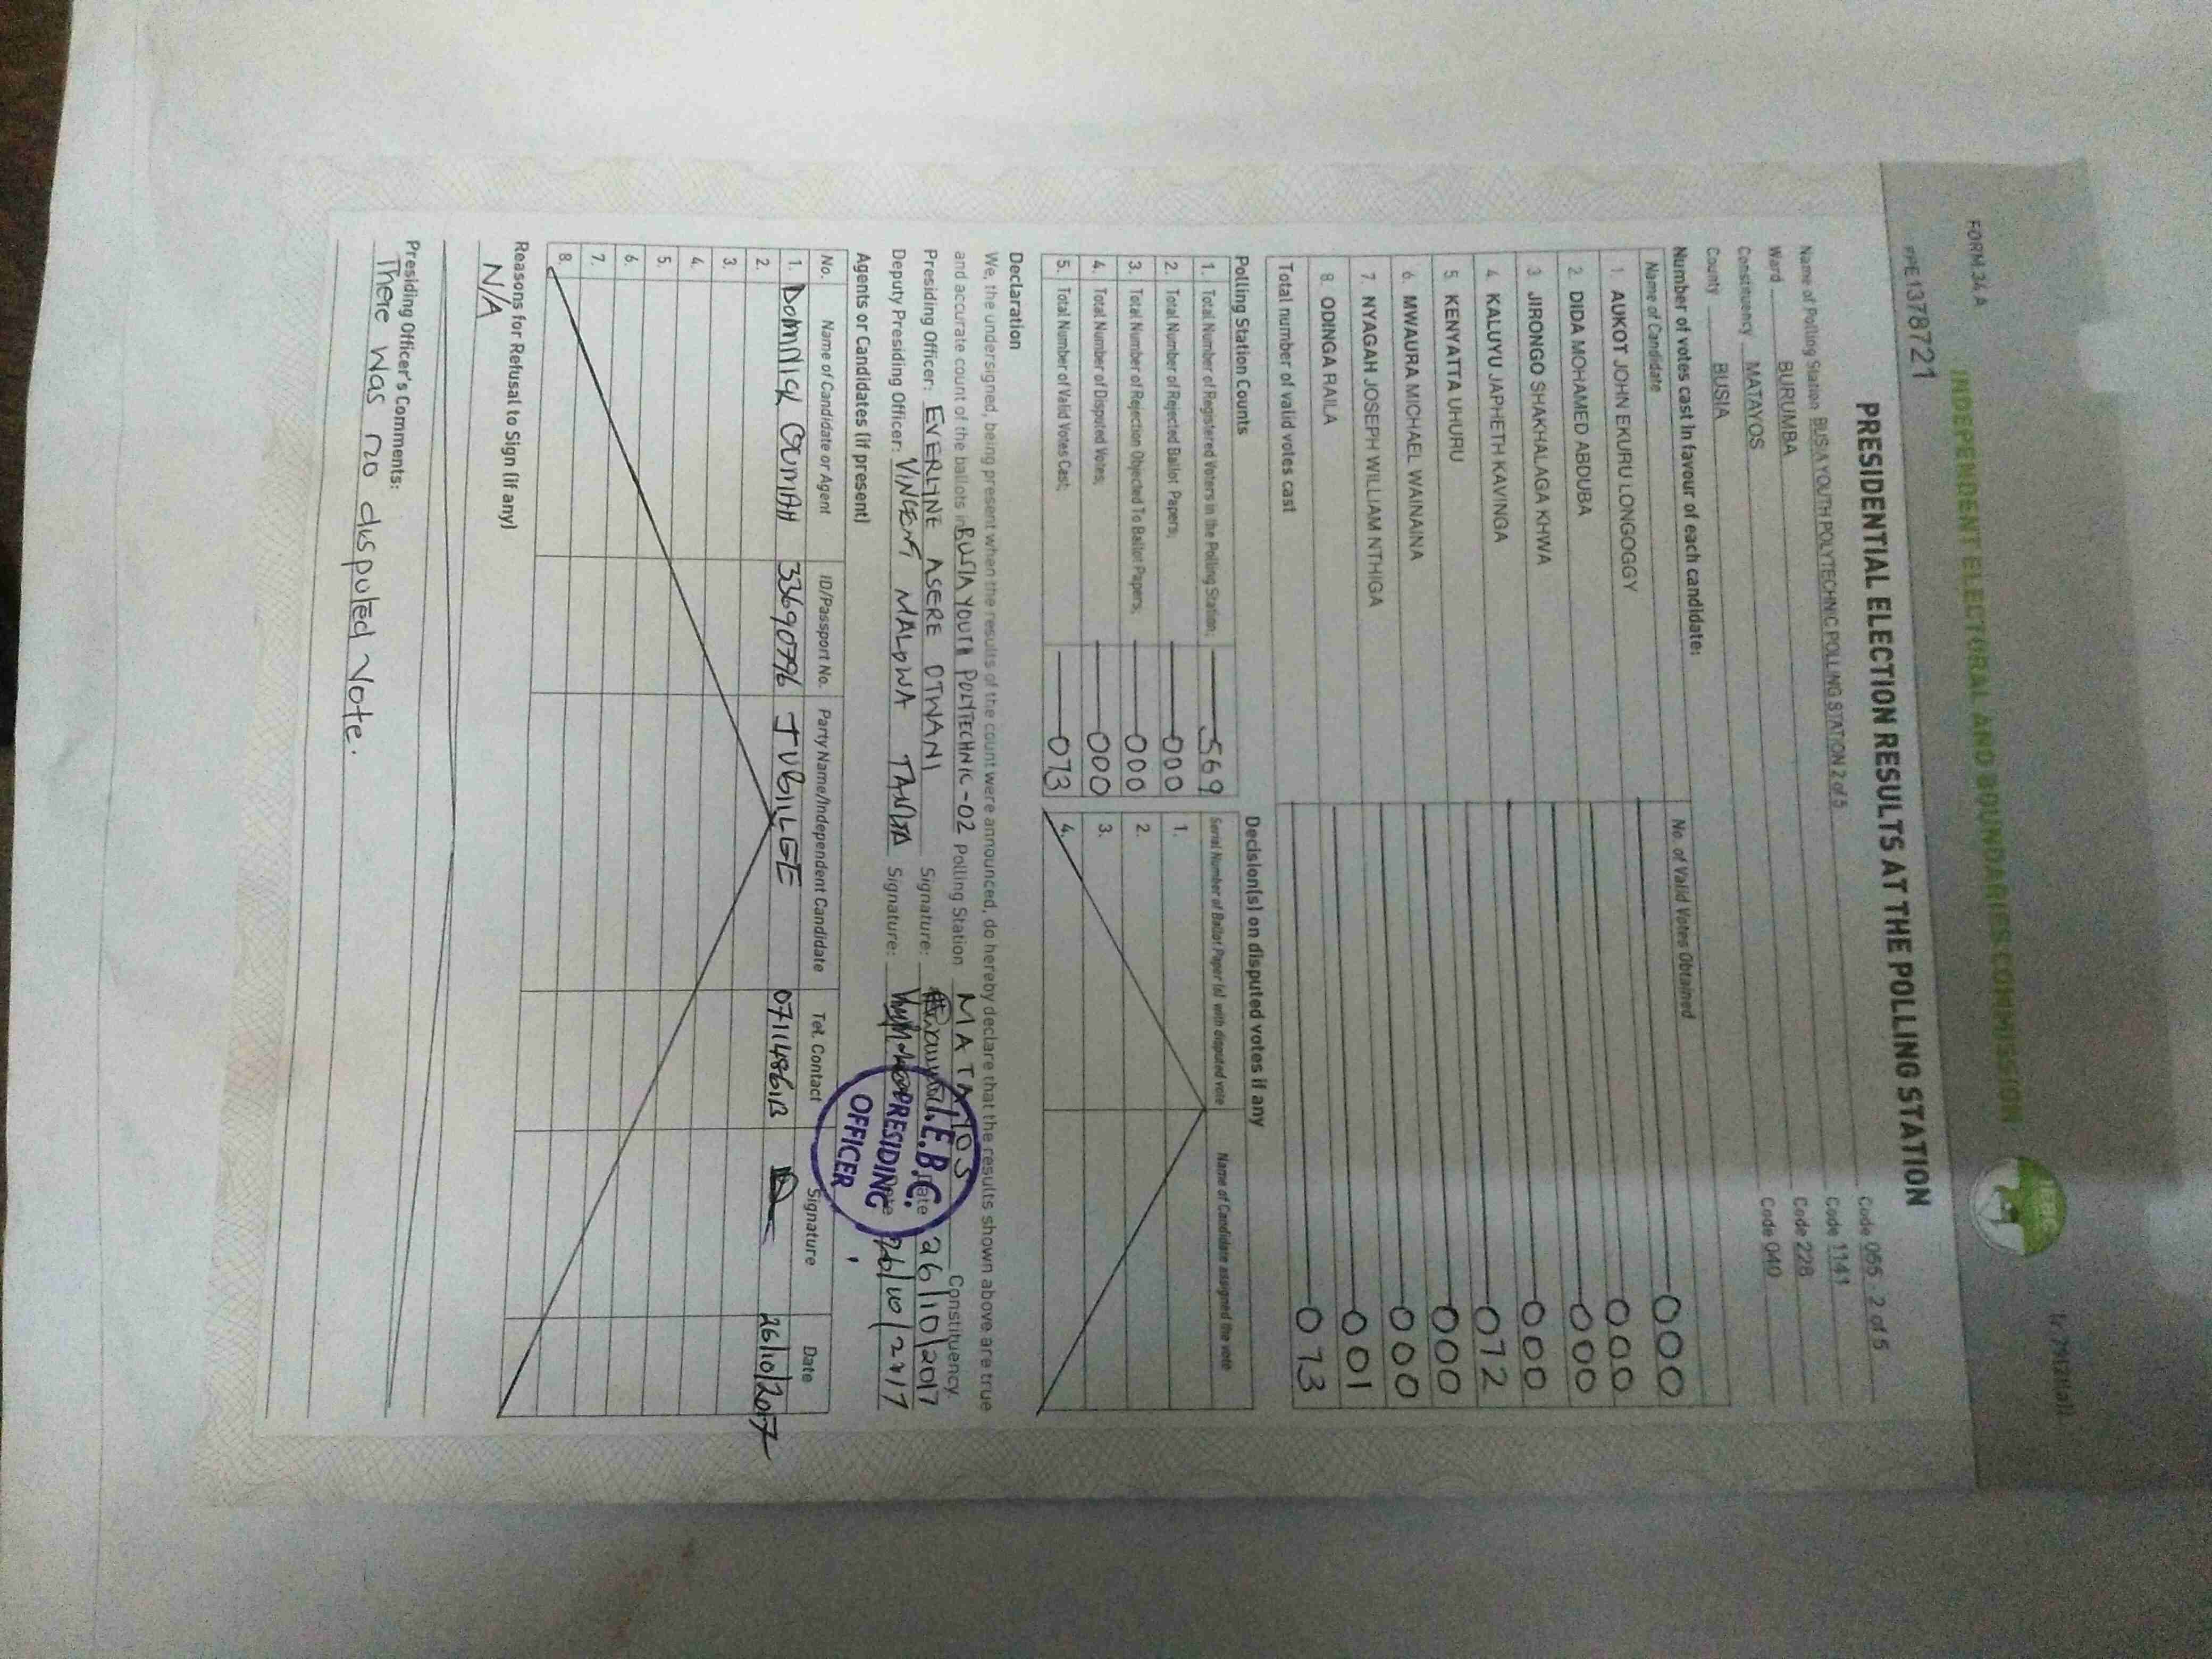 FORM 34 A
INDEPENDENT ELECTORAL AND BOUNDARIES COMMISSION
IEBC
PRE1378721
PRESIDENTIAL ELECTION RESULTS AT THE POLLING STATION
Name of Polling Station BUSIA YOUTH POLYTECHNIC POLLING STATION 2 of 5 Code 055 2 of 5
Ward BURUMBA Code 1141
Constituency MATAYOS Code 228
County BUSIA Code 040
Number of votes cast in favour of each candidate:
Name of Candidate No. of Valid Votes Obtained
1. AUKOT JOHN EKURU LONGOGGY 000
2. DIDA MOHAMED ABDUBA 000
3 JIRONGO SHAKHALAGA KHWA 000
4. KALUYU JAPHETH KAVINGA 000
5. KENYATTA UHURU 072
6. MWAURA MICHAEL WAINAINA 000
7. NYAGAH JOSEPH WILLIAM NTHIGA 000
8. ODINGA RAILA 001
Total number of valid votes cast 073
Polling Station Counts Decision(s) on disputed votes if any
1. Total Number of Registered Voters in the Polling Station; 569 Serial Number of Ballot Paper(s) with disputed vote Name of Candidate assigned the vote
2. Total Number of Rejected Ballot Papers; 000 1.
3. Total Number of Rejection Objected To Ballot Papers; 000 2.
4. Total Number of Disputed Votes; 000 3.
5. Total Number of Valid Votes Cast; 073 4.
Declaration
We, the undersigned, being present when the results of the count were announced, do hereby declare that the results shown above are true
and accurate count of the ballots in BUSIA YOUTH POLYTECHNIC -02 Polling Station MATAYOS Constituency.
Presiding Officer: EVERLINE ASERE OTWANI Signature: Date 26/10/2017
Deputy Presiding Officer: VINCENT MALOWA Signature: Date 26/10/2017
I.E.B.C.
PRESIDING
OFFICER
Agents or Candidates (if present)
No. Name of Candidate or Agent ID/Passport No. Party Name/Independent Candidate Tel. Contact Signature Date
1. DOMINICK OUMAH 33690796 JUBILEE 26/10/2017
2.
3.
4.
5.
6.
7.
8.
Reasons for Refusal to Sign (if any)
N/A
Presiding Officer's Comments:
There was no disputed Vote.